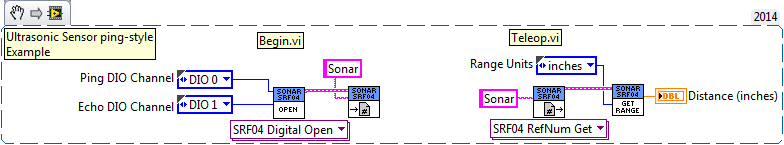 2014
Ultrasonic Sensor ping-style
Example
Begin.vi
Teleop.vi
Ping DIO Channel
DIO 0
Echo DIO Channel
DIO 1
SONAR
SRF04
OPEN
Sonar
SONAR
SRF04
#
SRF04 Digital Open
Range Units
inches
Sonar
SONAR
SRF04
#
SRF04 RefNum Get
SONAR
SRF04
GET
RANGE
DBL
Distance (inches)